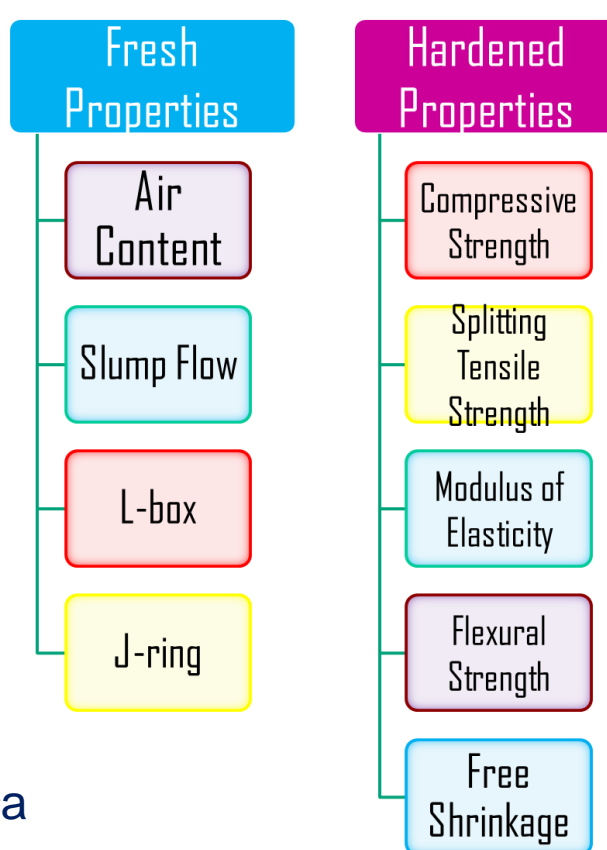 Fresh
Properties
Air
Content
Slump Flow
L-box
J-ring
Hardened
Properties
Compressive
Strength
Splitting
Tensile
Strength
Modulus of
Elasticity
Flexural
Strength
Free
Shrinkage
a